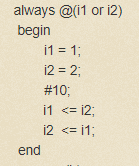 always @(i1 or i2)
begin
i1 = 1;
i2 = 2;
#10;
i1 <= i2;
i2 <= i1;
end